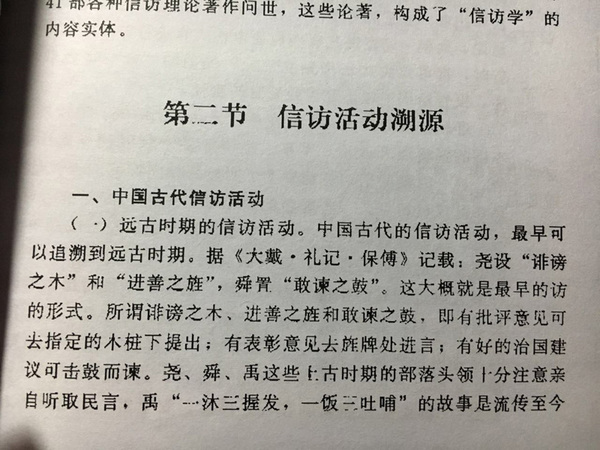 41 部各种信访理论著作问世，这些论著，构成了“信访学”的
内容实体。
第二节　信访活动溯源
一、中国古代信访活动
（一）远古时期的信访活动。中国古代的信访活动，最早可
以追溯到远古时期。据《大戴·礼记·保傅》记载：尧设“诽谤
之木”和“进善之旌”，舜置“敢谏之鼓”。这大概就是最早的访
的形式。所谓诽谤之木、进善之旌和敢谏之鼓，即有批评意见可
去指定的木桩下提出；有表彰意见去旌牌处进言；有好的治国建
议可击鼓而谏。尧、舜、禹这些上古时期的部落头领十分注意亲
自听取民言，禹“一沐三握发，一饭三吐哺”的故事是流传至今